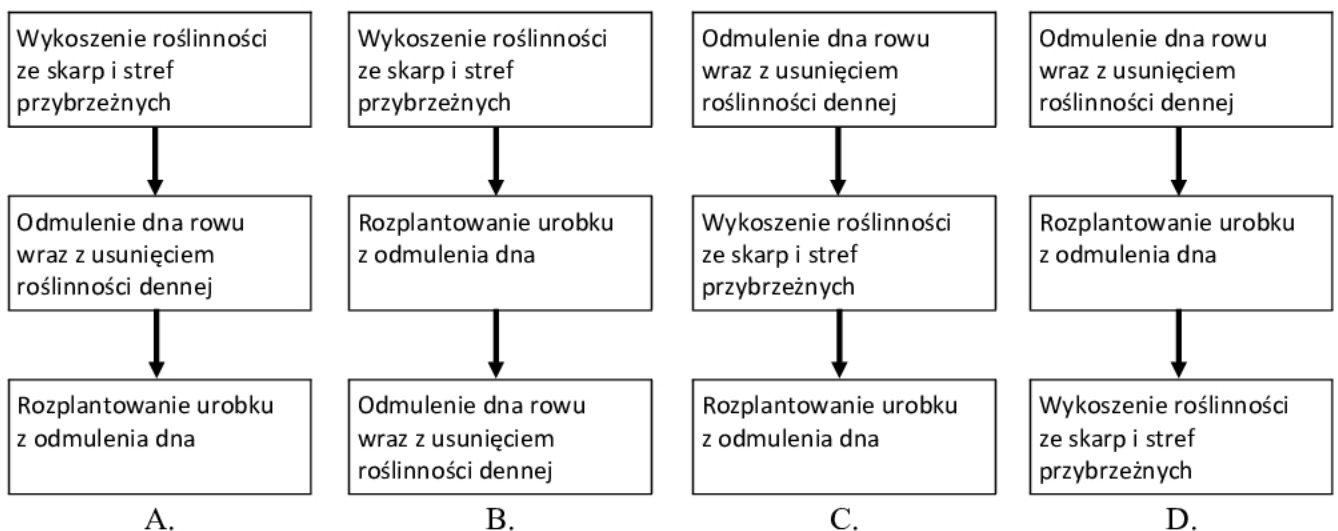 Wykoszenie roślinności
ze skarp i stref
przybrzeżnych
Odmulenie dna rowu
wraz z usunięciem
roślinności dennej
Rozplantowanie urobku
z odmulenia dna
A.
Wykoszenie roślinności
ze skarp i stref
przybrzeżnych
Rozplantowanie urobku
z odmulenia dna
Odmulenie dna rowu
wraz z usunięciem
roślinności dennej
B.
Odmulenie dna rowu
wraz z usunięciem
roślinności dennej
Wykoszenie roślinności
ze skarp i stref
przybrzeżnych
Rozplantowanie urobku
z odmulenia dna
C.
Odmulenie dna rowu
wraz z usunięciem
roślinności dennej
Rozplantowanie urobku
z odmulenia dna
Wykoszenie roślinności
ze skarp i stref
przybrzeżnych
D.